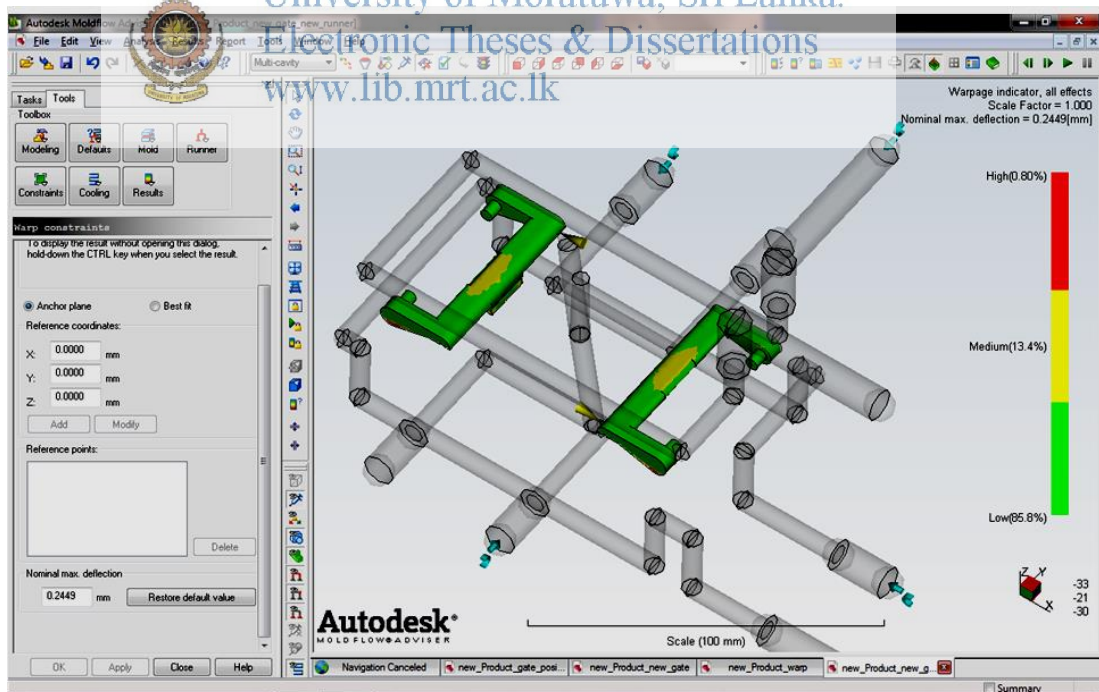 University of Moratuwa, Sri Lanka.
Autodesk Moldflow
Product_new_gate_new_runner]
File Edit View Analysis Results Report Tools Window Help
Electronic Theses & Dissertations
Multi-cavity
www.lib.mrt.ac.lk
Tasks Tools
Toolbox
Modeling Defaults Mold Runner
Constraints Cooling Results
Warp constraints
To display the result without opening this dialog,
hold-down the CTRL key when you select the result.
Anchor plane Best fit
Reference coordinates:
X: 0.0000 mm
Y: 0.0000 mm
Z: 0.0000 mm
Add Modify
Reference points:
Delete
Nominal max. deflection
0.2449 mm Restore default value
OK Apply Close Help
Warpage indicator, all effects
Scale Factor = 1.000
Nominal max. deflection = 0.2449[mm]
High(0.80%)
Medium(13.4%)
Low(85.8%)
Z Y
X
-33
-21
-30
Autodesk®
MOLDFLOW ADVISER
Scale (100 mm)
Navigation Canceled new_Product_gate_posi... new_Product_new_gate new_Product_warp new_Product_new_g...
Summary